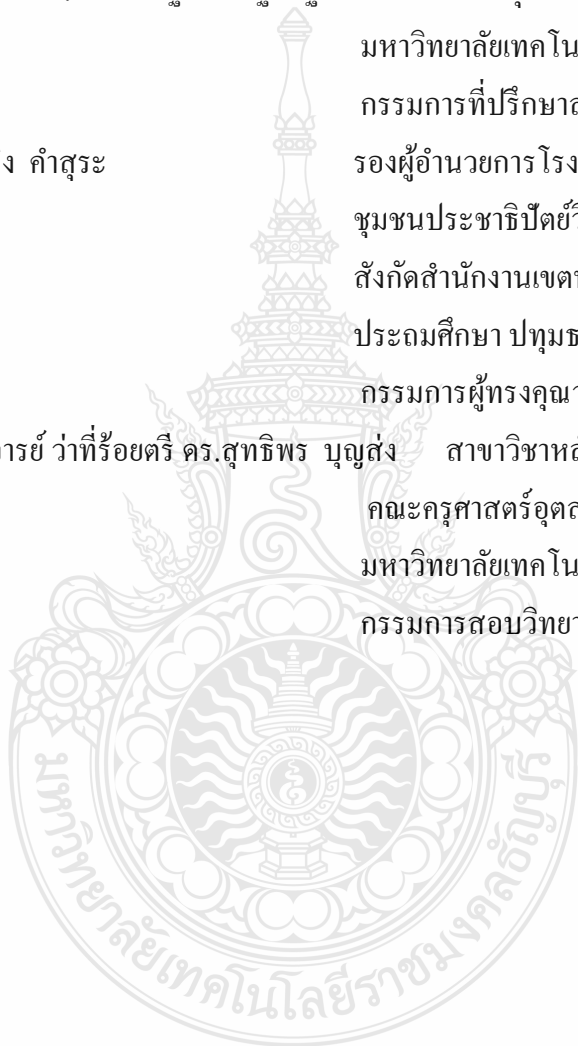 มหาวิทยาลัยเทคโน
กรรมการที่ปรึกษา
คำสุระ รองผู้อำนวยการโรง
ชุมชนประชาธิปัตย์วิ
สังกัดสำนักงานเขต
ประถมศึกษา ปทุมธ
กรรมการผู้ทรงคุณ
ารย์ ว่าที่ร้อยตรี ดร.สุทธิพร บุญส่ง สาขาวิชาหลั
คณะครุศาสตร์อุตส
มหาวิทยาลัยเทคโน
กรรมการสอบวิทยา
มหาวิทยาลัยเทคโนโลยีราชมงคลธัญบุรี